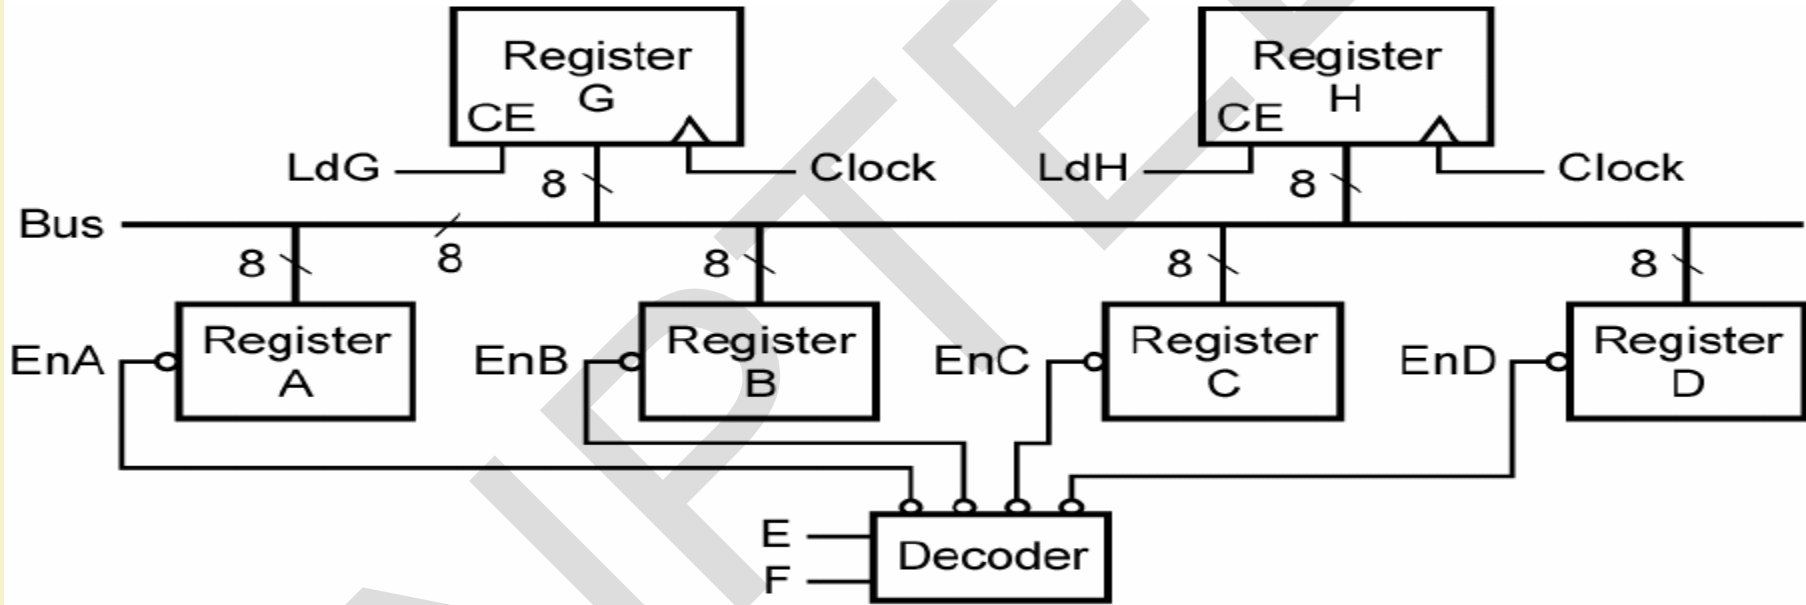 Register
G
CE
Register
H
CE
LdG
8
Clock
LdH
8
Clock
Bus
8
8
8
8
8
EnA
Register
A
EnB
Register
B
EnC
Register
C
EnD
Register
D
E
F
Decoder
NPTEL